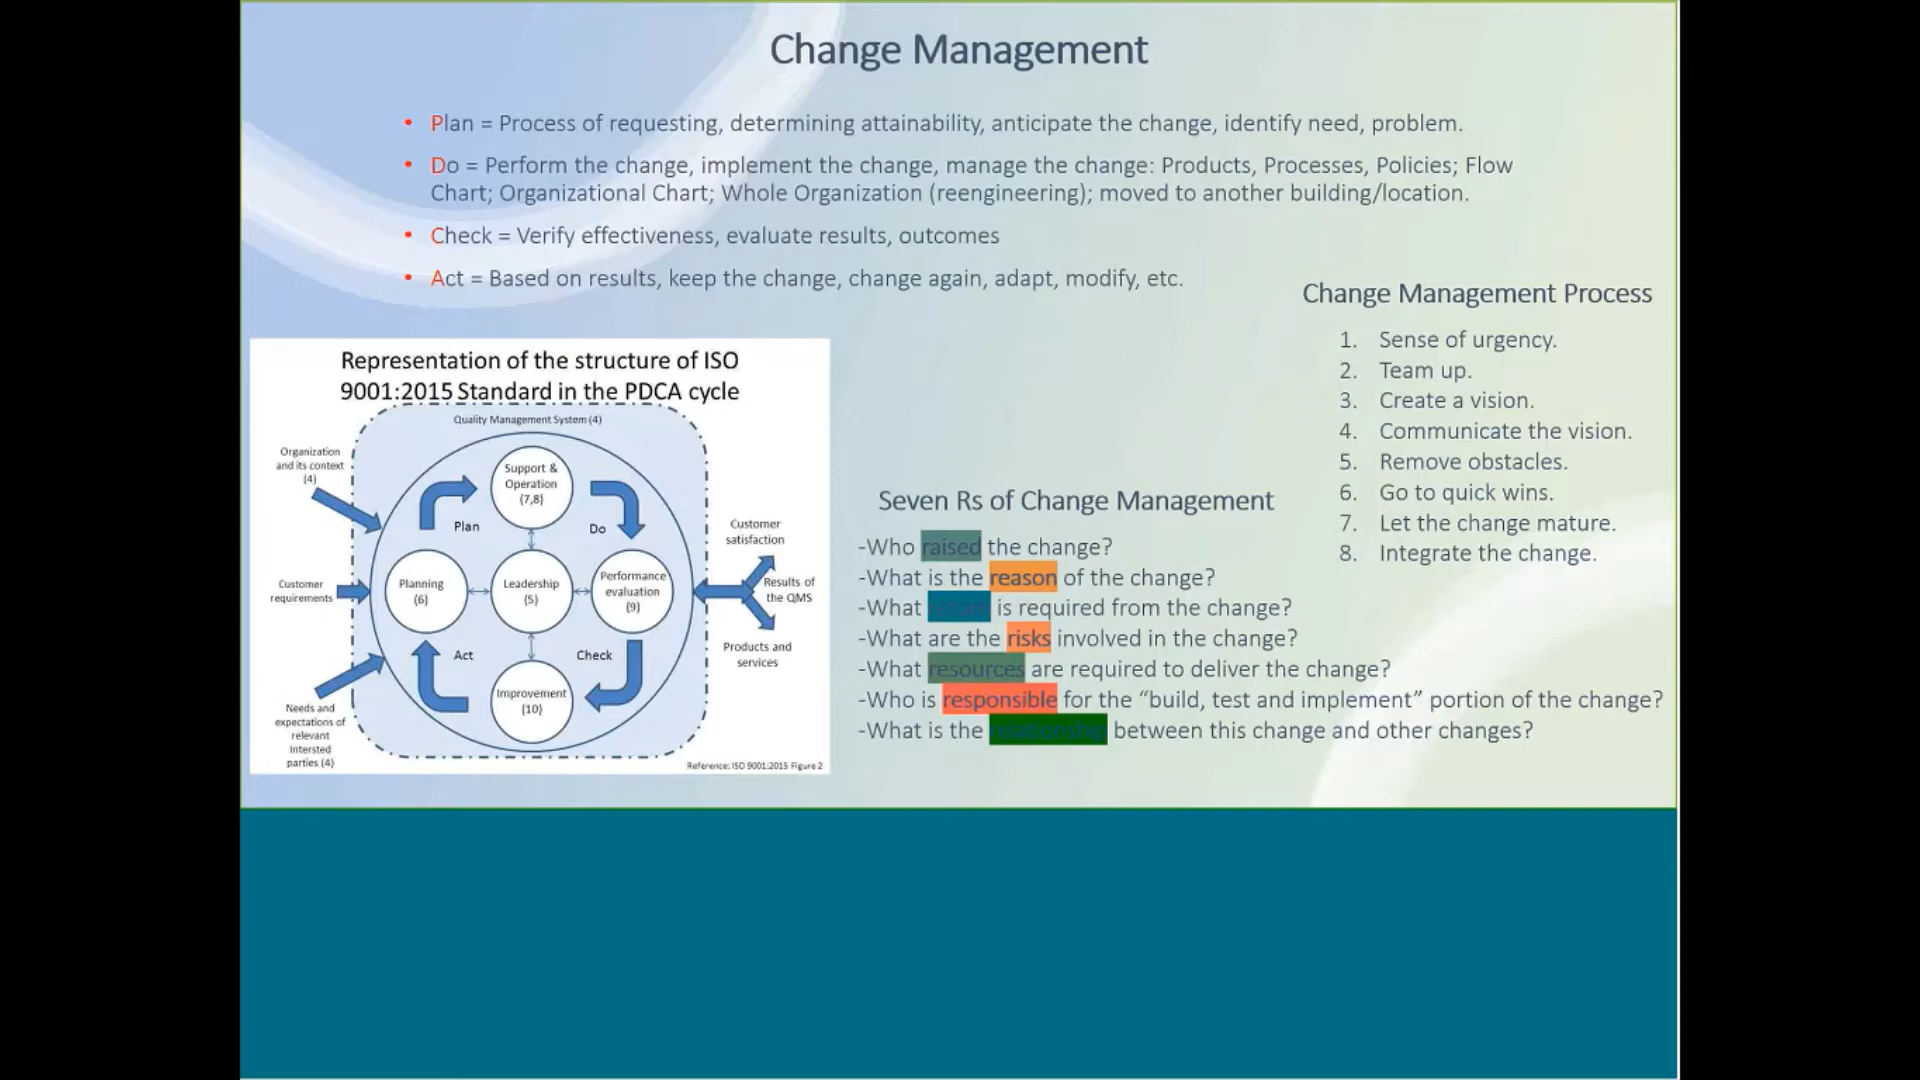 Change Management
• Plan = Process of requesting, determining attainability, anticipate the change, identify need, problem.
• Do = Perform the change, implement the change, manage the change: Products, Processes, Policies; Flow
Chart; Organizational Chart; Whole Organization (reengineering); moved to another building/location.
• Check = Verify effectiveness, evaluate results, outcomes
• Act = Based on results, keep the change, change again, adapt, modify, etc.
Change Management Process
1. Sense of urgency.
2. Team up.
3. Create a vision.
4. Communicate the vision.
5. Remove obstacles.
6. Go to quick wins.
7. Let the change mature.
8. Integrate the change.
Representation of the structure of ISO
9001:2015 Standard in the PDCA cycle
Quality Management System (4)
Organization
and its context
(4)
Support &
Operation
(7,8)
Plan
Do
Customer
satisfaction
Customer
requirements
Planning
(6)
Leadership
(5)
Performance
evaluation
(9)
Results of
the QMS
Act
Check
Products and
services
Improvement
(10)
Needs and
expectations of
relevant
Intersted
parties (4)
Reference: ISO 9001:2015 Figure 2
Seven Rs of Change Management
-Who raised the change?
-What is the reason of the change?
-What is required from the change?
-What are the risks involved in the change?
-What resources are required to deliver the change?
-Who is responsible for the “build, test and implement” portion of the change?
-What is the relationship between this change and other changes?